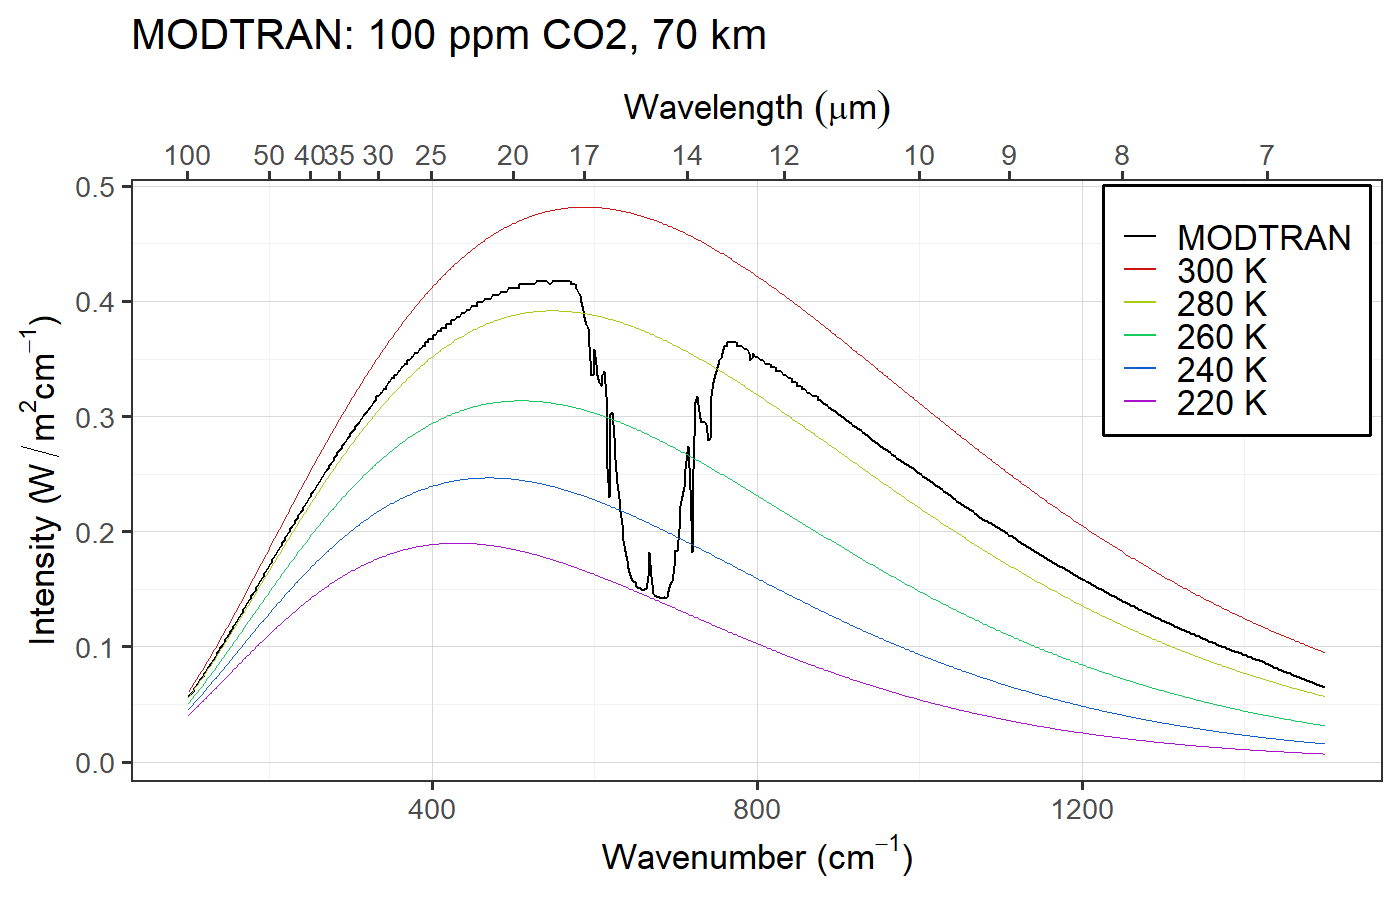 MODTRAN: 100 ppm CO2, 70 km
Wavelength (μm)
100 50 40 35 30 25 20 17 14 12 10 9 8 7
0.5
0.4
0.3
0.2
0.1
0.0
Intensity (W/m²cm⁻¹)
MODTRAN
300 K
280 K
260 K
240 K
220 K
400 800 1200
Wavenumber (cm⁻¹)